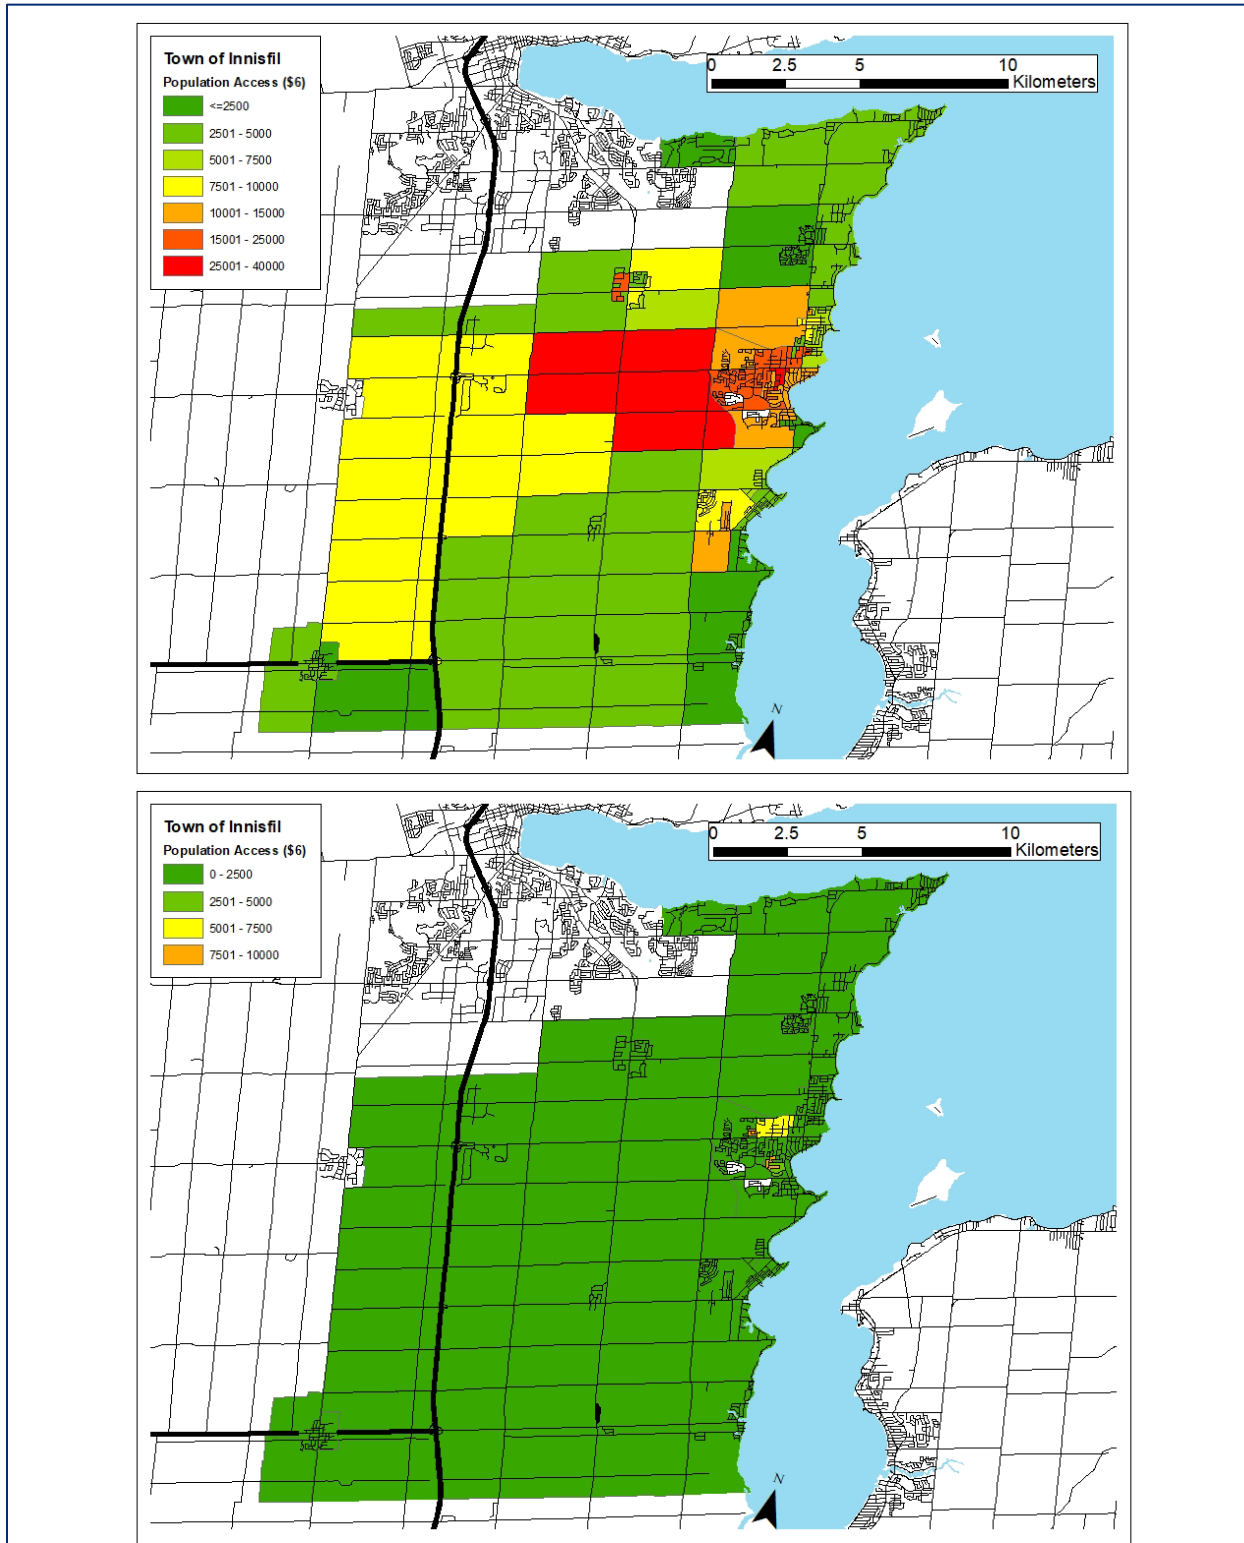 Town of Innisfil
Population Access ($6)
<=2500
2501 - 5000
5001 - 7500
7501 - 10000
10001 - 15000
15001 - 25000
25001 - 40000
0 2.5 5 10
Kilometers
N
Town of Innisfil
Population Access ($6)
0 - 2500
2501 - 5000
5001 - 7500
7501 - 10000
0 2.5 5 10
Kilometers
N